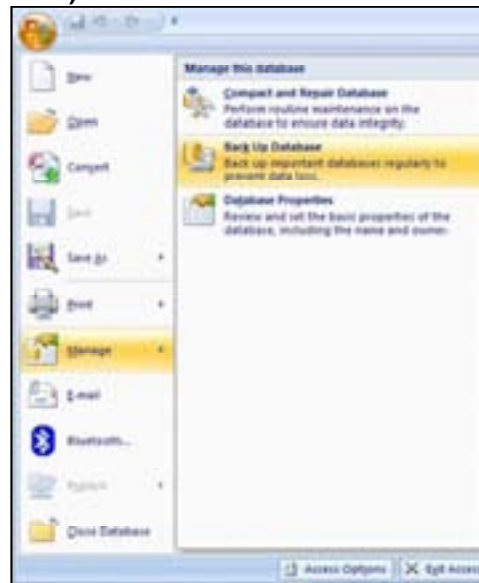 New
Open
Convert
Save
Save As
Print
Manage
E-mail
Bluetooth...
Publish
Close Database
Manage this database
Compact and Repair Database
Perform routine maintenance on the
database to ensure data integrity.
Back Up Database
Back up important databases regularly to
prevent data loss.
Database Properties
Review and set the basic properties of the
database, including the name and owner.
Access Options
Exit Access